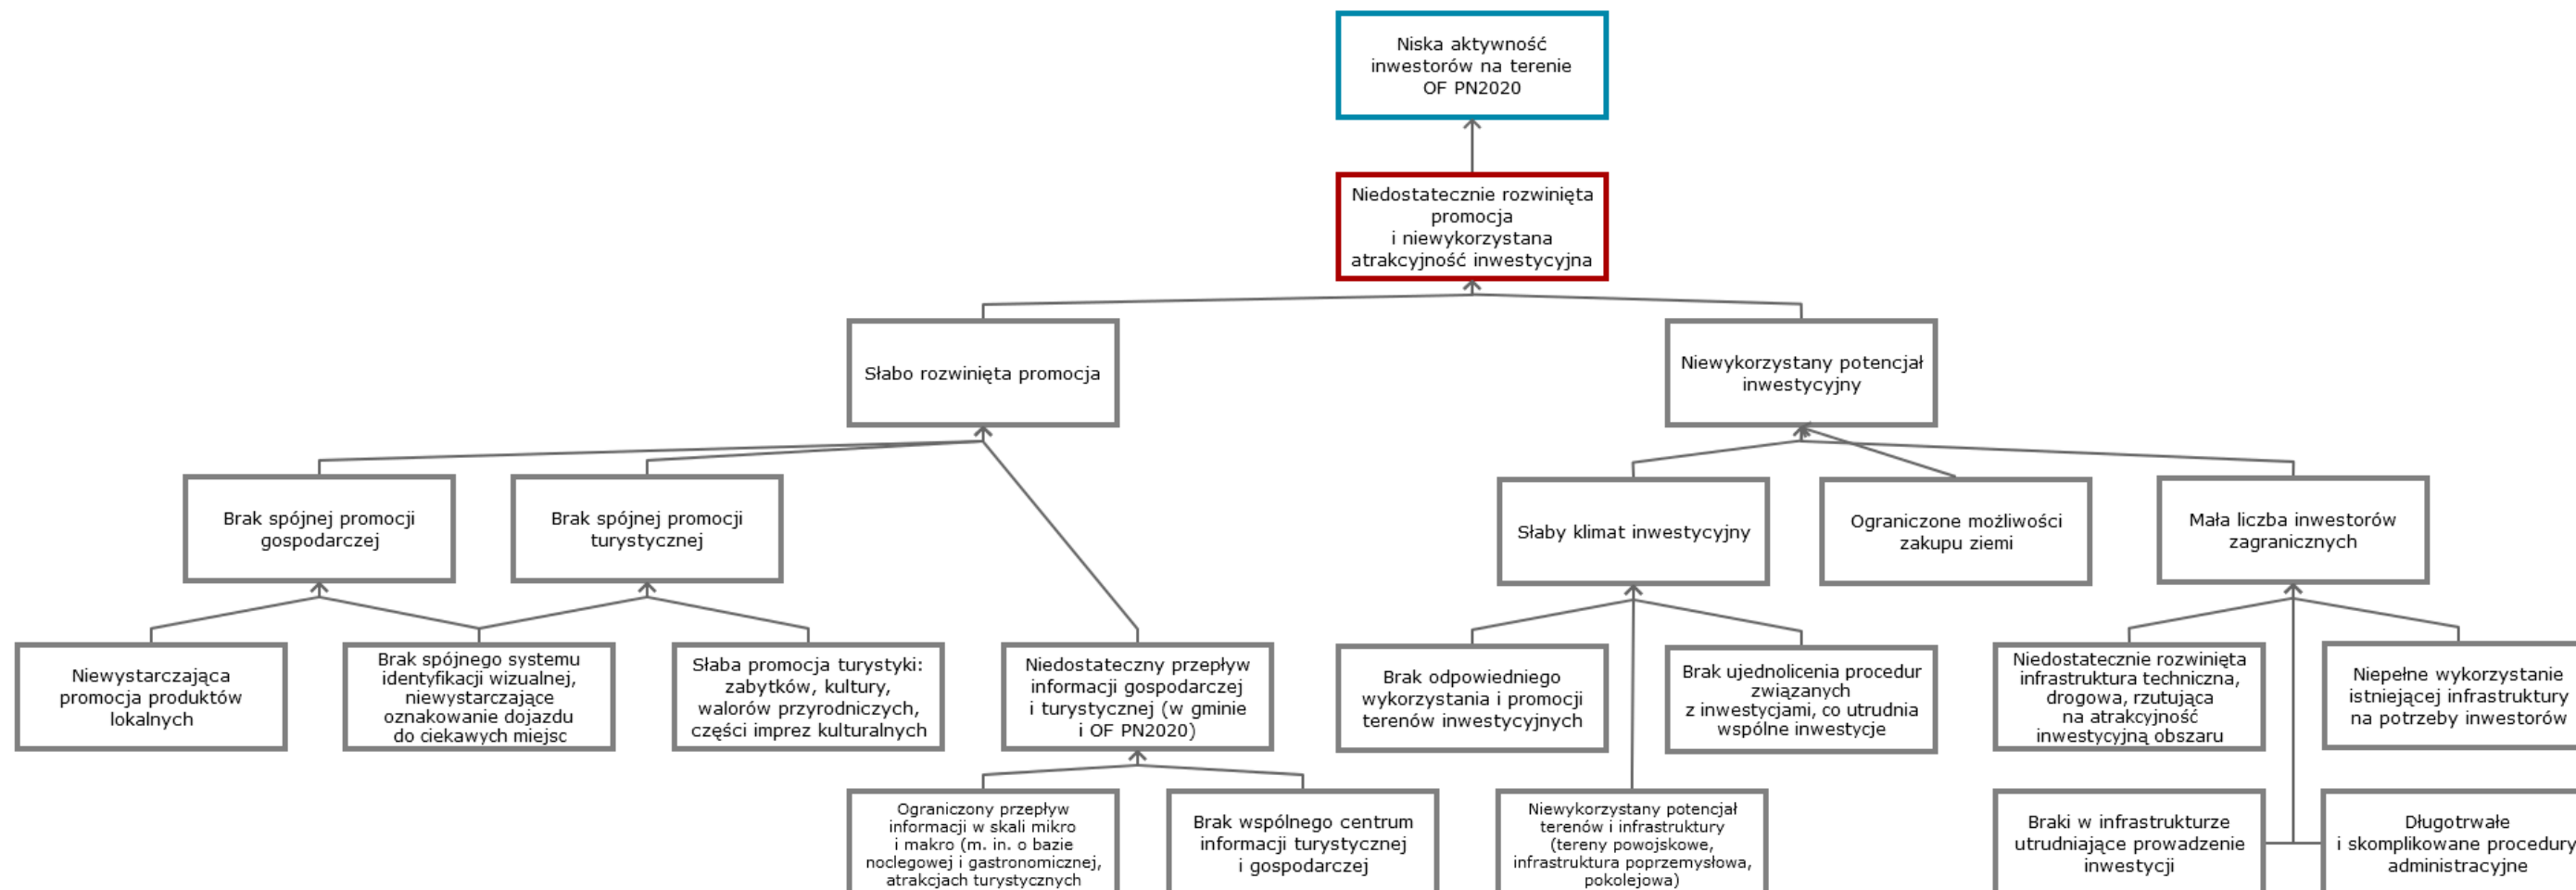 Niska aktywność
inwestorów na terenie
OF PN2020
Niedostatecznie rozwinięta
promocja
i niewykorzystana
atrakcyjność inwestycyjna
Słabo rozwinięta promocja
Niewykorzystany potencjał
inwestycyjny
Brak spójnej promocji
gospodarczej
Brak spójnej promocji
turystycznej
Słaby klimat inwestycyjny
Ograniczone możliwości
zakupu ziemi
Mała liczba inwestorów
zagranicznych
Niewystarczająca
promocja produktów
lokalnych
Brak spójnego systemu
identyfikacji wizualnej,
niewystarczające
oznakowanie dojazdu
do ciekawych miejsc
Słaba promocja turystyki:
zabytków, kultury,
walorów przyrodniczych,
części imprez kulturalnych
Niedostateczny przepływ
informacji gospodarczej
i turystycznej (w gminie
i OF PN2020)
Brak odpowiedniego
wykorzystania i promocji
terenów inwestycyjnych
Brak ujednolicenia procedur
związanych
z inwestycjami, co utrudnia
wspólne inwestycje
Niedostatecznie rozwinięta
infrastruktura techniczna,
drogowa, rzutująca
na atrakcyjność
inwestycyjną obszaru
Niepełne wykorzystanie
istniejącej infrastruktury
na potrzeby inwestorów
Ograniczony przepływ
informacji w skali mikro
i makro (m. in. o bazie
noclegowej i gastronomicznej,
atrakcjach turystycznych
Brak wspólnego centrum
informacji turystycznej
i gospodarczej
Niewykorzystany potencjał
terenów i infrastruktury
(tereny powojskowe,
infrastruktura poprzemysłowa,
pokolejowa)
Braki w infrastrukturze
utrudniające prowadzenie
inwestycji
Długotrwałe
i skomplikowane procedury
administracyjne